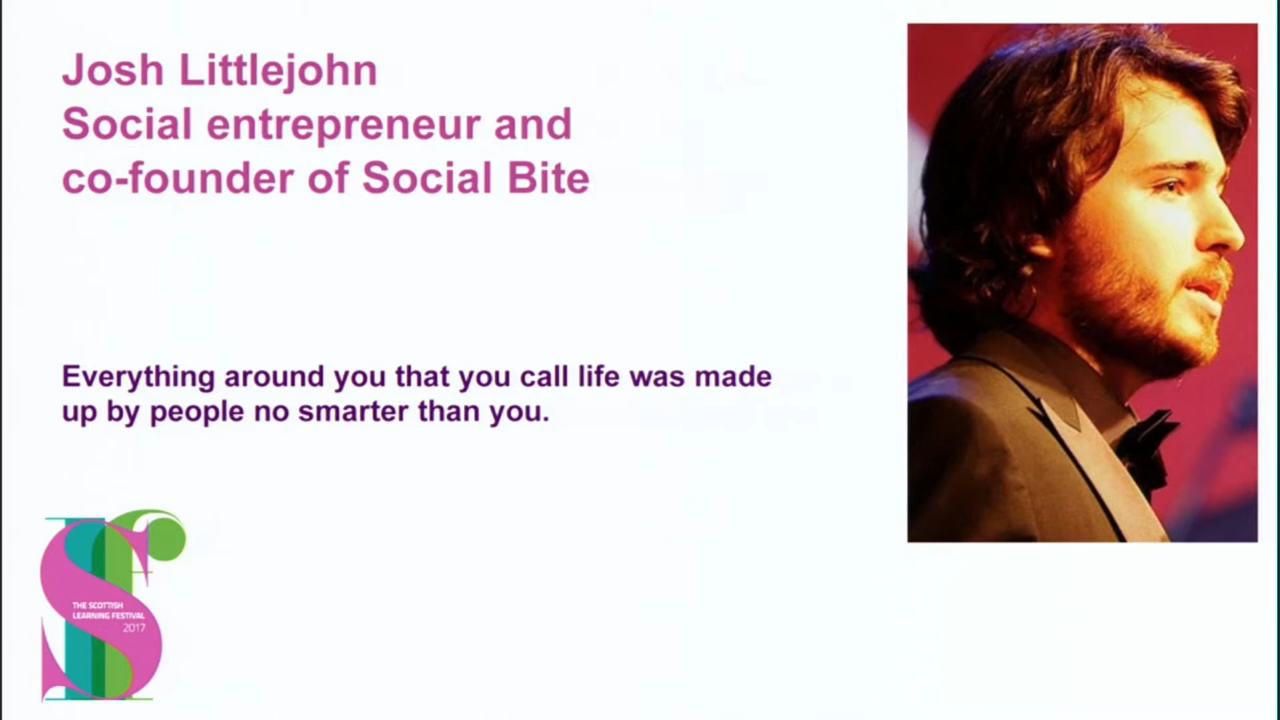 Josh Littlejohn
Social entrepreneur and
co-founder of Social Bite
Everything around you that you call life was made
up by people no smarter than you.
THE SCOTTISH
LEARNING FESTIVAL
2017